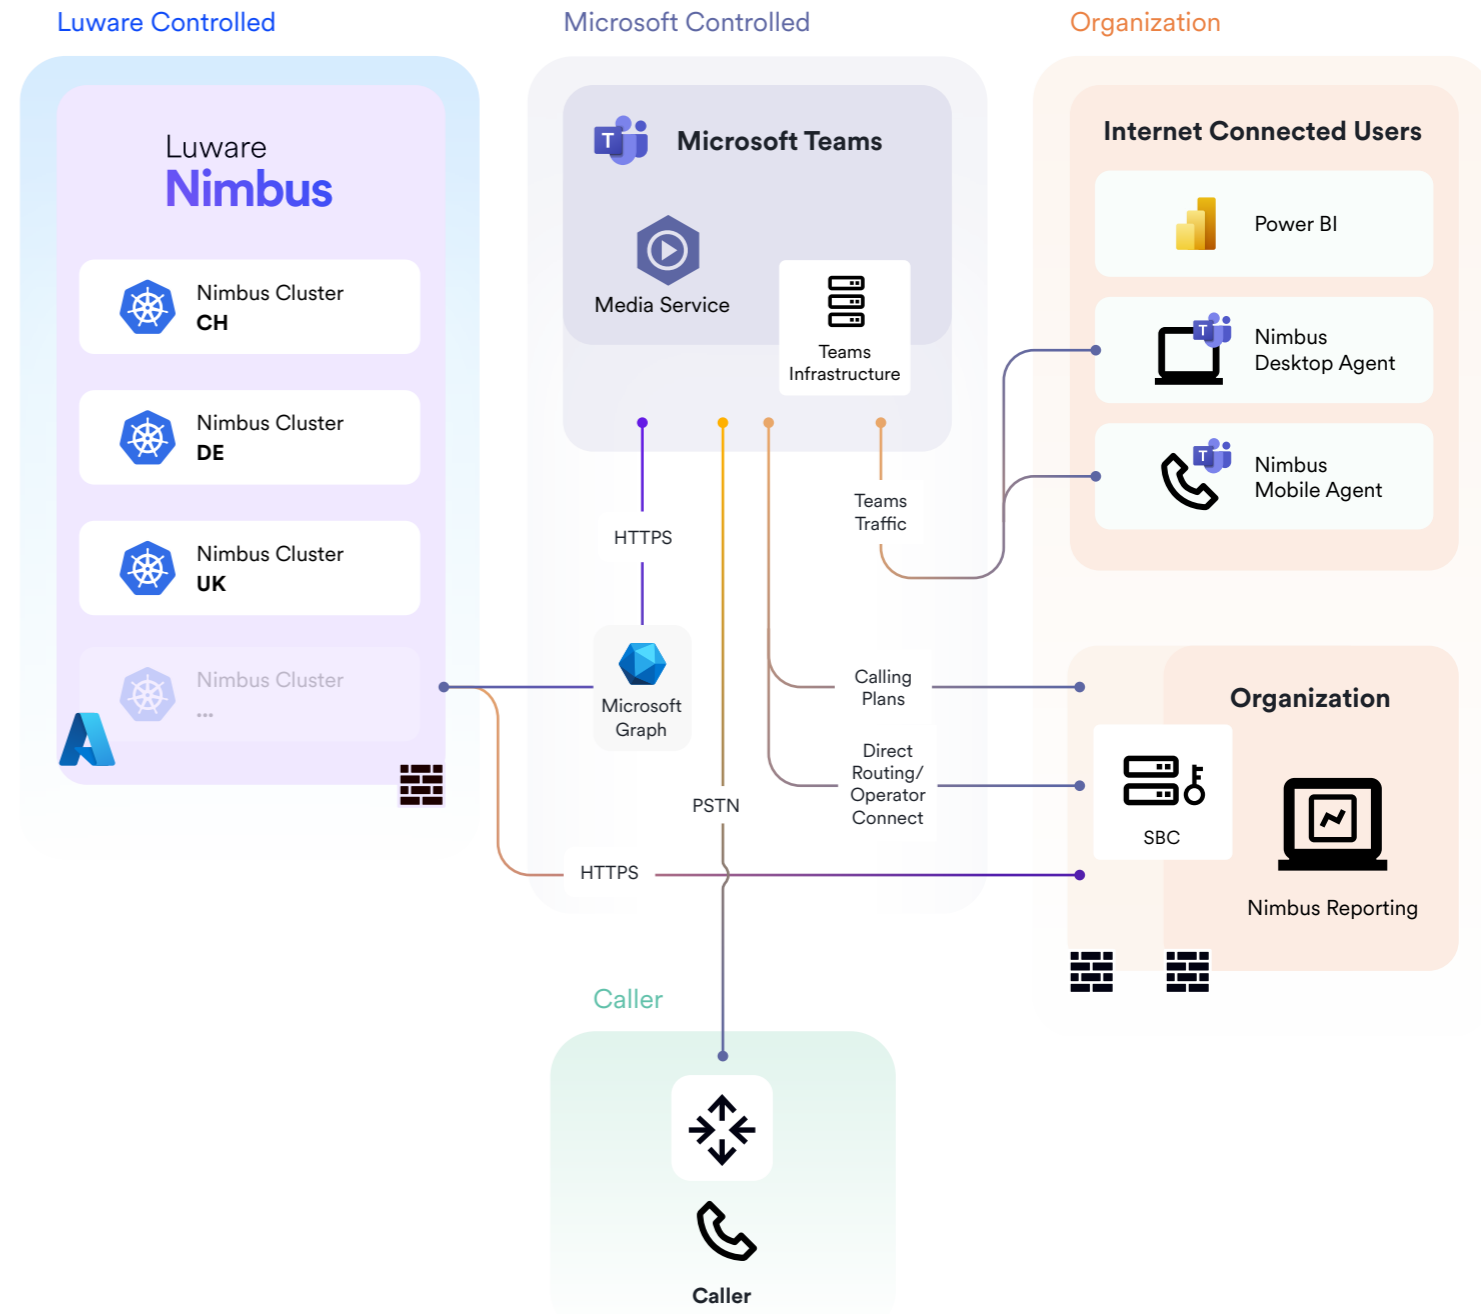 Luware Controlled
Luware
Nimbus
Nimbus Cluster
CH
Nimbus Cluster
DE
Nimbus Cluster
UK
Nimbus Cluster
...
Microsoft Controlled
T
Microsoft Teams
Media Service
Teams
Infrastructure
HTTPS
Teams
Traffic
Microsoft
Graph
Calling
Plans
Direct
Routing/
Operator
Connect
PSTN
HTTPS
Organization
Internet Connected Users
Power BI
T
Nimbus
Desktop Agent
T
Nimbus
Mobile Agent
Organization
SBC
Nimbus Reporting
Caller
Caller